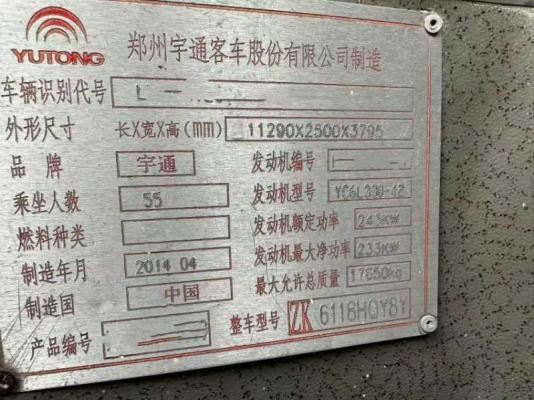 YUTONG
郑州宇通客车股份有限公司制造
车辆识别代号 L
外形尺寸 长X宽X高(mm) 11290X2500X3795
品牌 宇通 发动机编号
乘坐人数 55 发动机型号 YC6L330-42
燃料种类 发动机额定功率 243KW
制造年月 2014 04 发动机最大净功率 233KW
制造国 中国 最大允许总质量 17850kg
产品编号 整车型号 ZK 6118HQY8Y